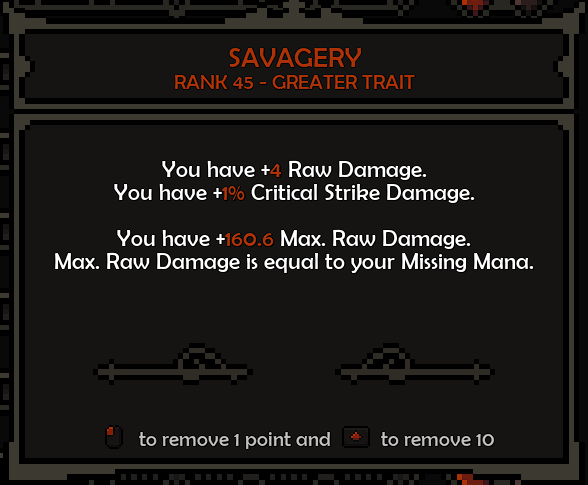 SAVAGERY
RANK 45 - GREATER TRAIT
You have +4 Raw Damage.
You have +1% Critical Strike Damage.
You have +160.6 Max. Raw Damage.
Max. Raw Damage is equal to your Missing Mana.
to remove 1 point and to remove 10